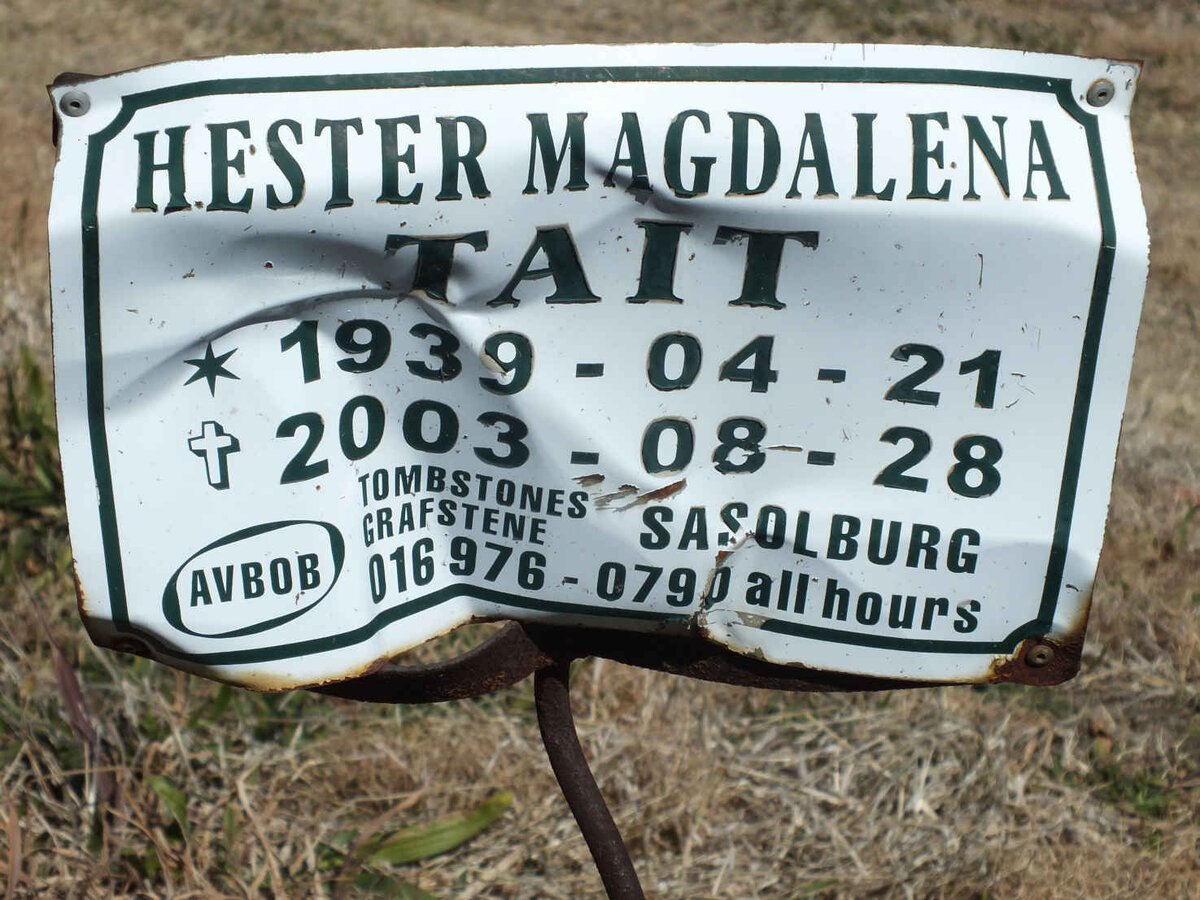 HESTER MAGDALENA
TAIT
1939 - 04 - 21
2003 - 08 - 28
TOMBSTONES
GRAFSTENE
SASOLBURG
AVBOB
016 976 - 0790 all hours